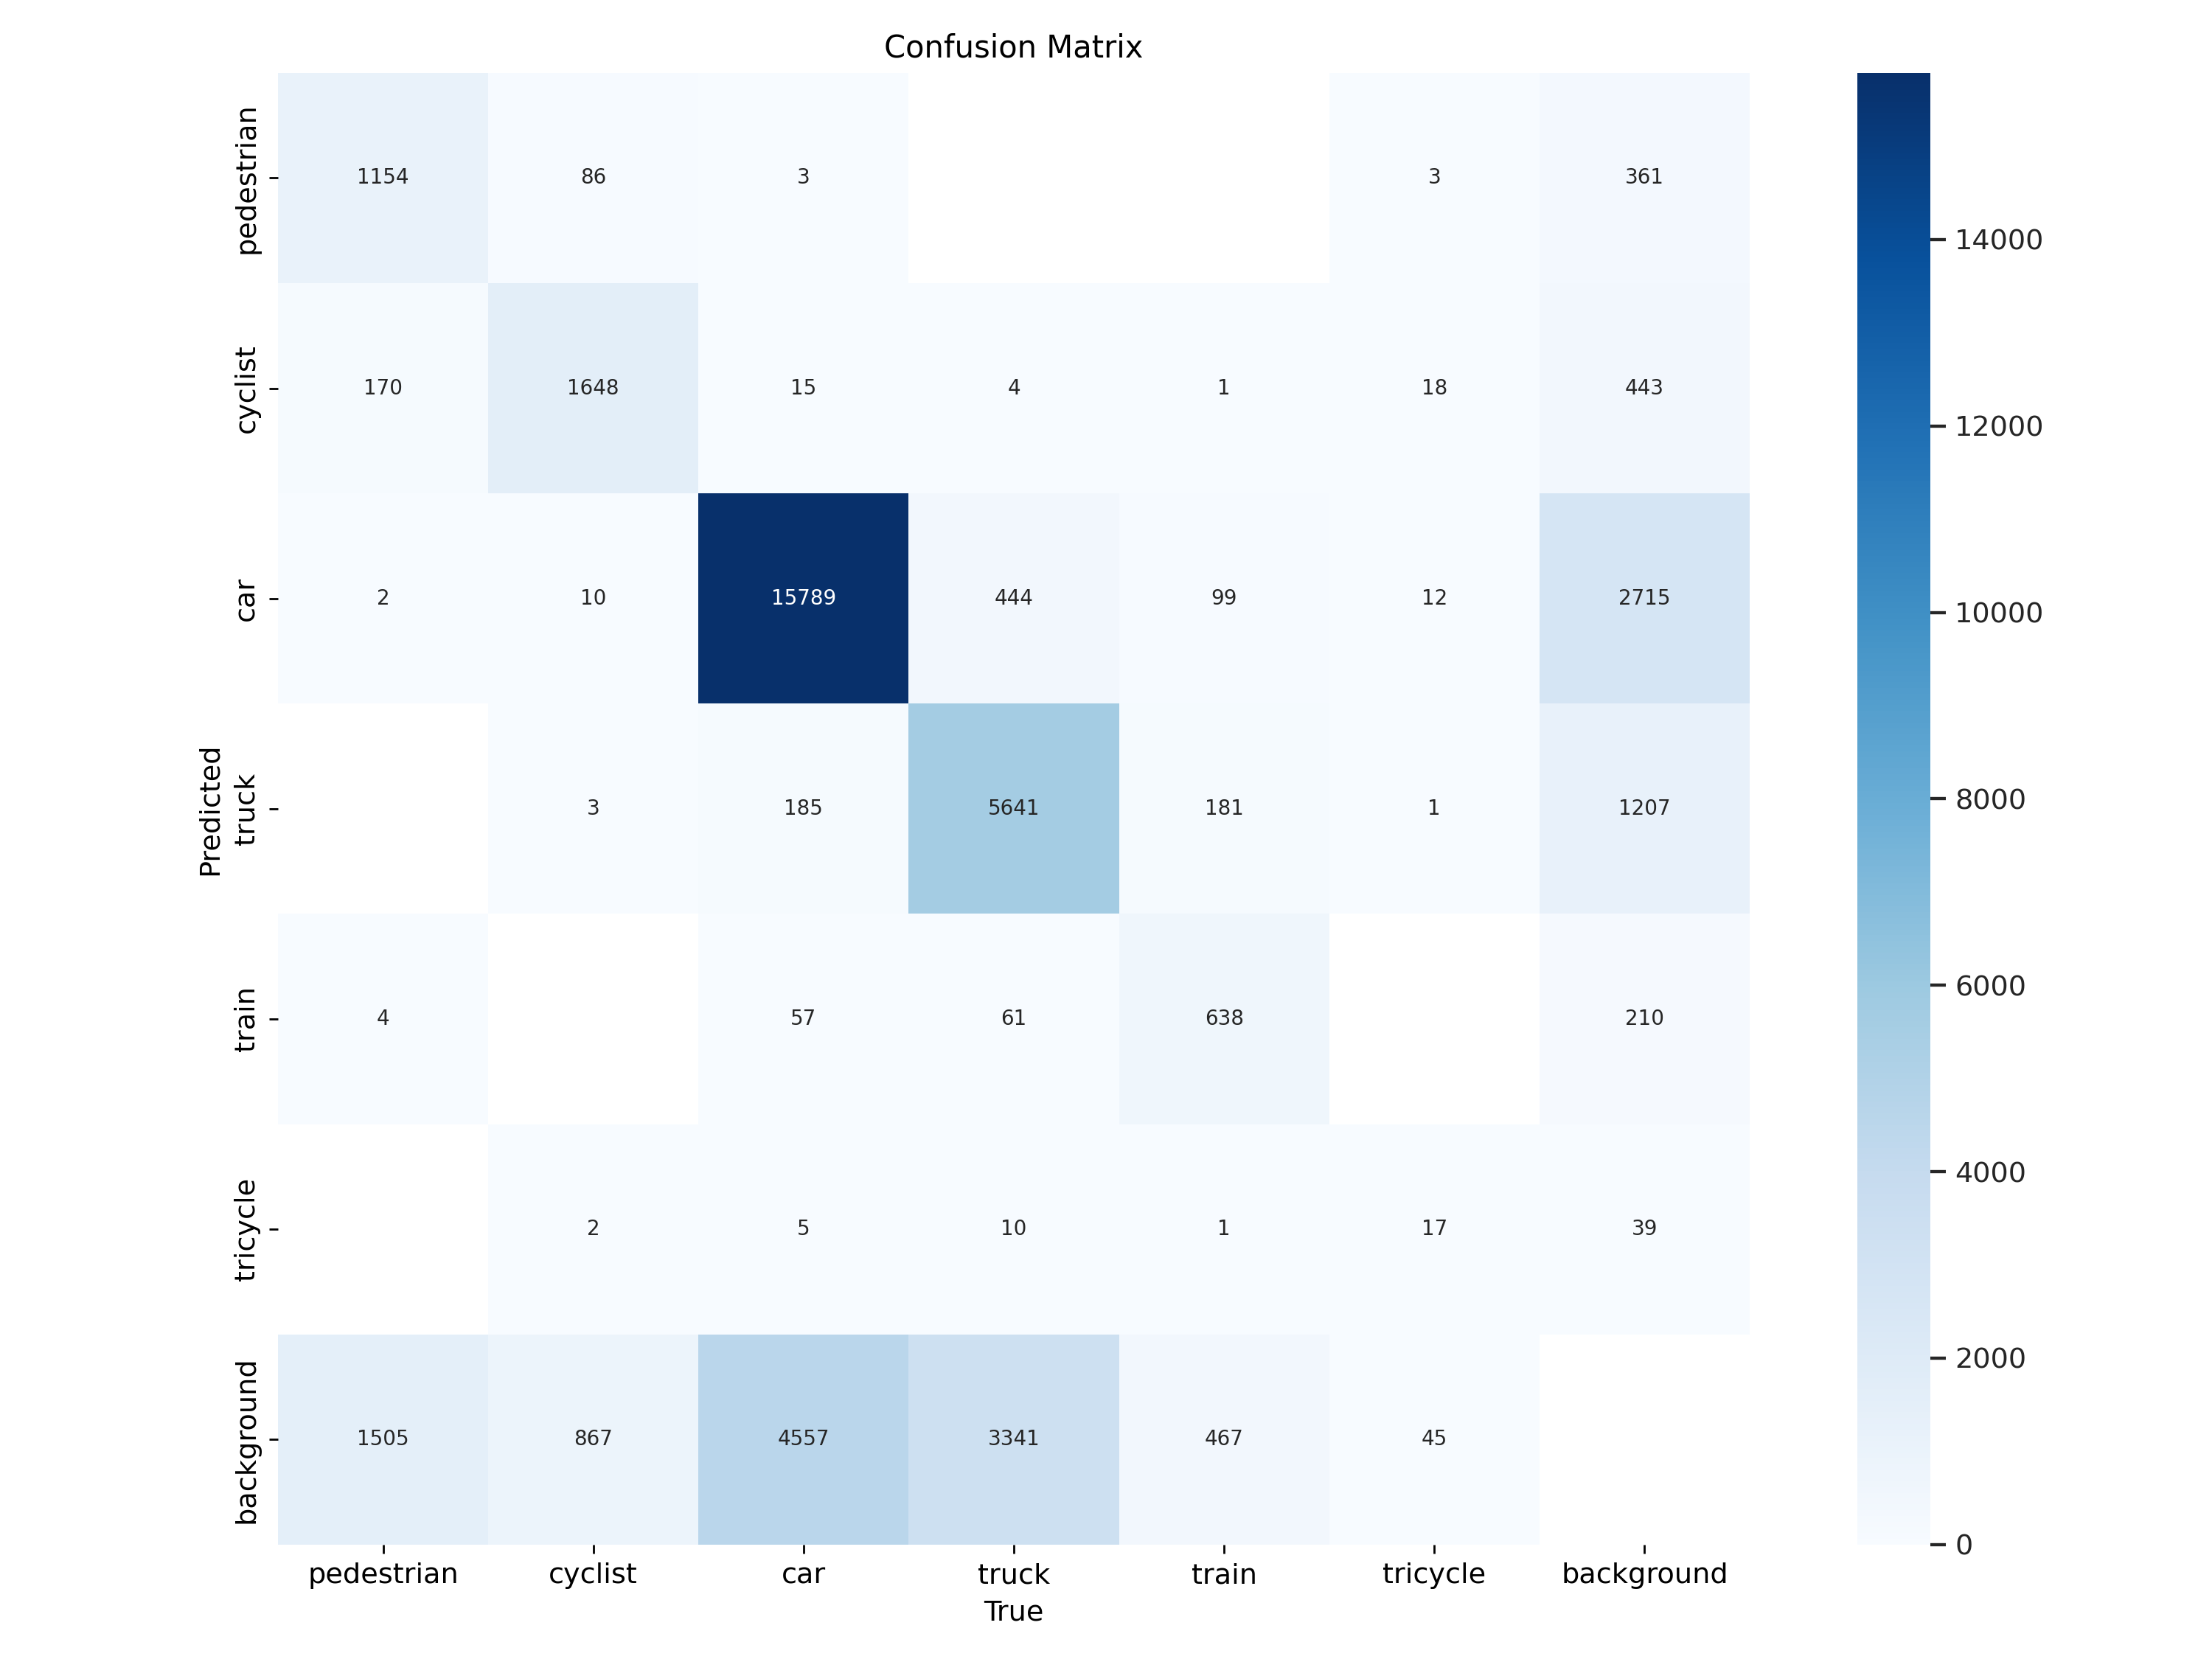 Confusion Matrix
pedestrian 1154 86 3 3 361
cyclist 170 1648 15 4 1 18 443
car 2 10 15789 444 99 12 2715
truck 3 185 5641 181 1 1207
train 4 57 61 638 210
tricycle 2 5 10 1 17 39
background 1505 867 4557 3341 467 45
Predicted
pedestrian cyclist car truck train tricycle background
True
14000
12000
10000
8000
6000
4000
2000
0